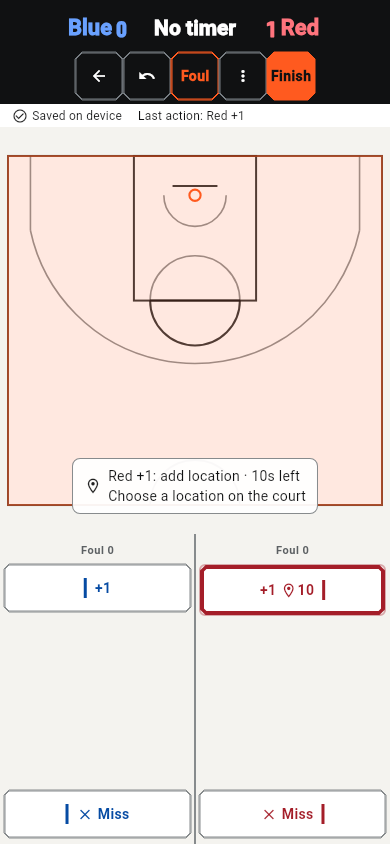 Blue 0 No timer 1 Red
Foul Finish
Saved on device Last action: Red +1
Red +1: add location · 10s left
Choose a location on the court
Foul 0 Foul 0
+1 +1 10
Miss Miss